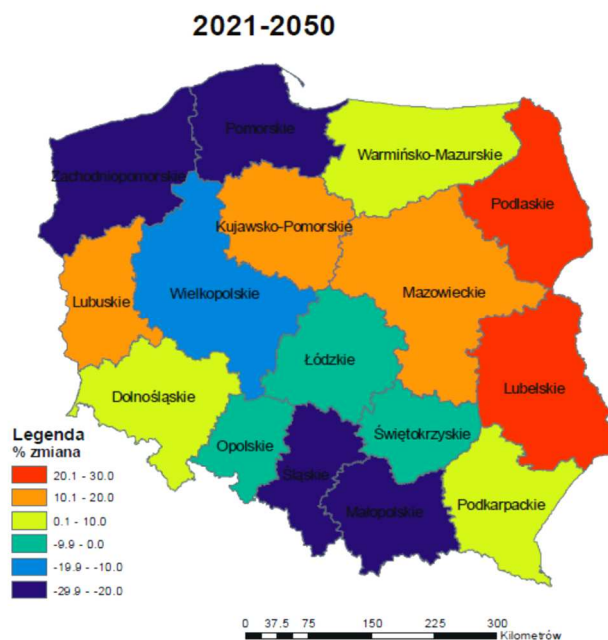 2021-2050
Pomorskie
Zachodniopomorskie
Warmińsko-Mazurskie
Podlaskie
Kujawsko-Pomorskie
Wielkopolskie
Mazowieckie
Lubuskie
Łódzkie
Lubelskie
Dolnośląskie
Świętokrzyskie
Opolskie
Śląskie
Podkarpackie
Małopolskie
Legenda
% zmiana
20.1 - 30.0
10.1 - 20.0
0.1 - 10.0
-9.9 - 0.0
-19.9 - -10.0
-29.9 - -20.0
0 37.5 75 150 225 300
Kilometrów